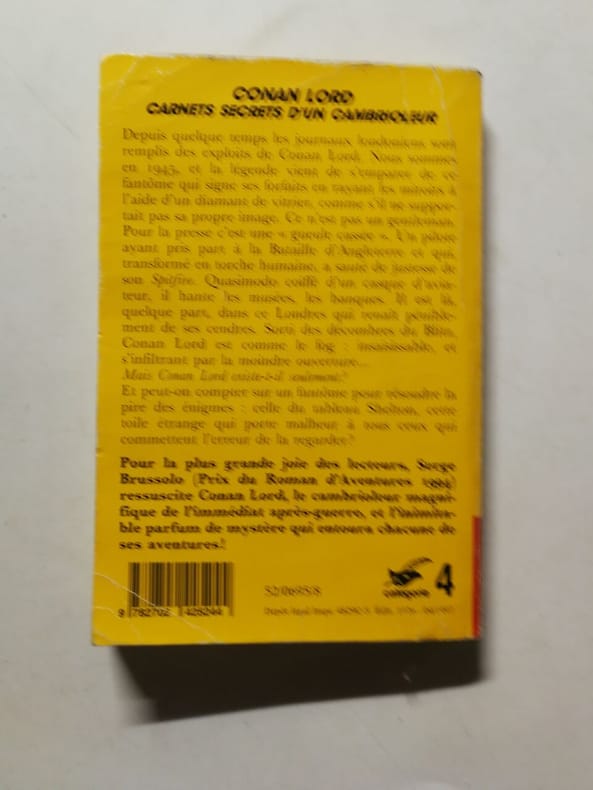 CONAN LORD
CARNETS SECRETS D'UN CAMBRIOLEUR
Depuis quelque temps les journaux londoniens sont
remplis des exploits de Conan Lord. Nous sommes
en 1945, et la légende vient de s'emparer de ce
fantôme qui signe ses forfaits en rayant les miroirs à
l'aide d'un diamant de vitrier, comme s'il ne suppor-
tait pas sa propre image. Ce n'est pas un gentleman.
Pour la presse c'est une « gueule cassée ». Un pilote
ayant pris part à la Bataille d'Angleterre et qui,
transformé en torche humaine, a sauté de justesse de
son Spitfire. Quasimodo coiffé d'un casque d'avia-
teur, il hante les musées, les banques. Il est là,
quelque part, dans ce Londres qui renaît pénible-
ment de ses cendres. Sorti des décombres du Blitz,
Conan Lord est comme le fog : insaisissable, et
s'infiltrant par la moindre ouverture...
Mais Conan Lord existe-t-il seulement?
Et peut-on compter sur un fantôme pour résoudre la
pire des énigmes : celle du tableau Shelton, cette
toile étrange qui porte malheur à tous ceux qui
commettent l'erreur de la regarder?
Pour la plus grande joie des lecteurs, Serge
Brussolo (Prix du Roman d'Aventures 1994)
ressuscite Conan Lord, le cambrioleur magni-
fique de l'immédiat après-guerre, et l'inimita-
ble parfum de mystère qui entoura chacune de
ses aventures!
52/0695/8
catégorie 4
9 782702 425244